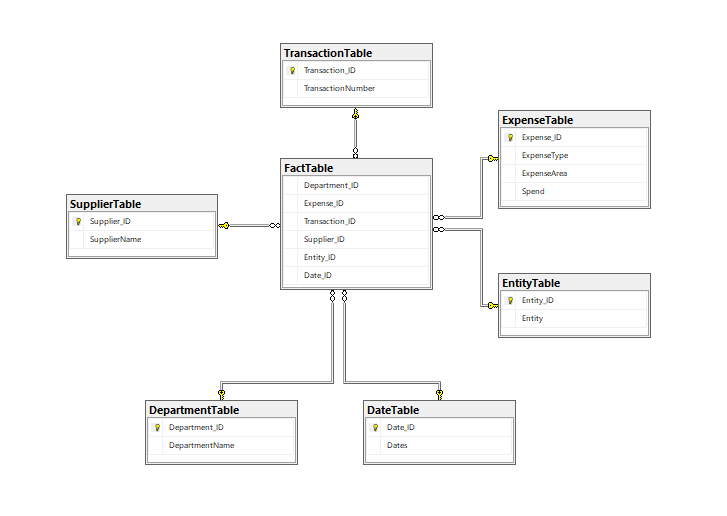 TransactionTable
Transaction_ID
TransactionNumber
ExpenseTable
Expense_ID
ExpenseType
ExpenseArea
Spend
FactTable
Department_ID
Expense_ID
Transaction_ID
Supplier_ID
Entity_ID
Date_ID
SupplierTable
Supplier_ID
SupplierName
EntityTable
Entity_ID
Entity
DepartmentTable
Department_ID
DepartmentName
DateTable
Date_ID
Dates